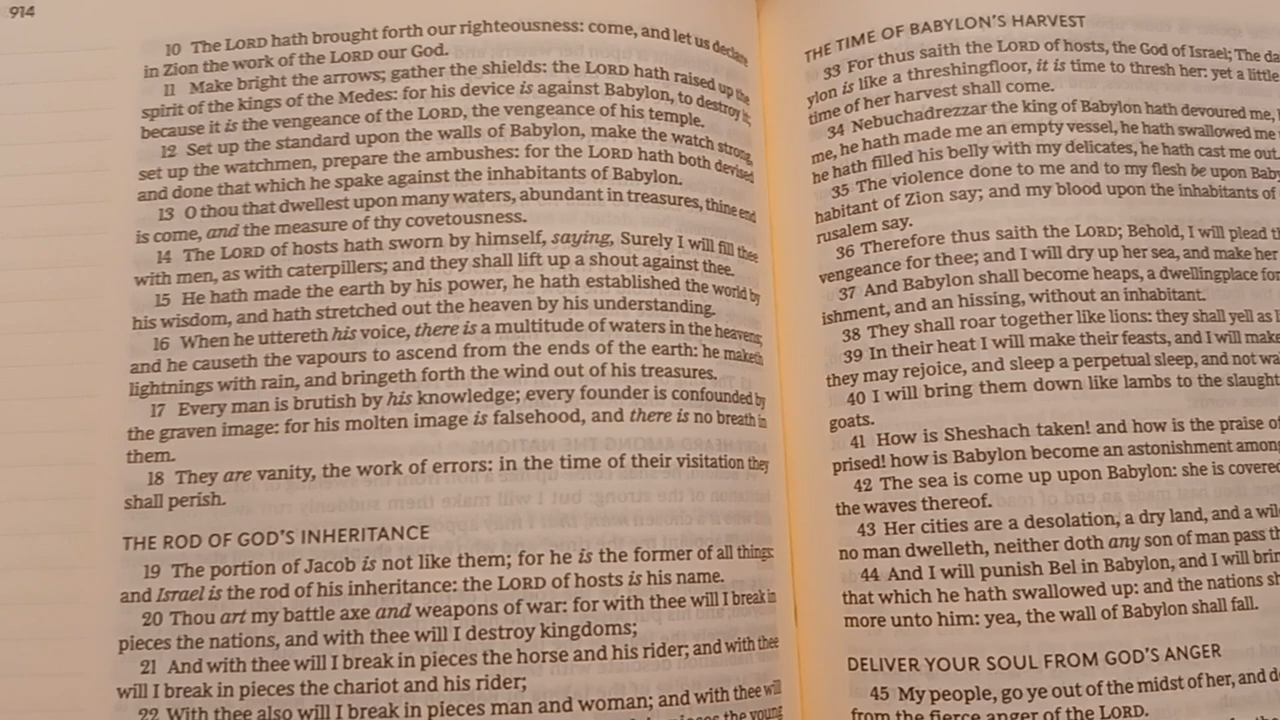 914
10 The LORD hath brought forth our righteousness: come, and let us declare
in Zion the work of the LORD our God.
11 Make bright the arrows; gather the shields: the LORD hath raised up the
spirit of the kings of the Medes: for his device is against Babylon, to destroy it;
because it is the vengeance of the LORD, the vengeance of his temple.
12 Set up the standard upon the walls of Babylon, make the watch strong,
set up the watchmen, prepare the ambushes: for the LORD hath both devised
and done that which he spake against the inhabitants of Babylon.
13 O thou that dwellest upon many waters, abundant in treasures, thine end
is come, and the measure of thy covetousness.
14 The LORD of hosts hath sworn by himself, saying, Surely I will fill thee
with men, as with caterpillers; and they shall lift up a shout against thee.
15 He hath made the earth by his power, he hath established the world by
his wisdom, and hath stretched out the heaven by his understanding.
16 When he uttereth his voice, there is a multitude of waters in the heavens;
and he causeth the vapours to ascend from the ends of the earth: he maketh
lightnings with rain, and bringeth forth the wind out of his treasures.
17 Every man is brutish by his knowledge; every founder is confounded by
the graven image: for his molten image is falsehood, and there is no breath in
them.
18 They are vanity, the work of errors: in the time of their visitation they
shall perish.
THE ROD OF GOD'S INHERITANCE
19 The portion of Jacob is not like them; for he is the former of all things:
and Israel is the rod of his inheritance: the LORD of hosts is his name.
20 Thou art my battle axe and weapons of war: for with thee will I break in
pieces the nations, and with thee will I destroy kingdoms;
21 And with thee will I break in pieces the horse and his rider; and with thee
will I break in pieces the chariot and his rider;
22 With thee also will I break in pieces man and woman; and with thee will
pieces the young
THE TIME OF BABYLON'S HARVEST
33 For thus saith the LORD of hosts, the God of Israel; The da
ylon is like a threshingfloor, it is time to thresh her: yet a little
time of her harvest shall come.
34 Nebuchadrezzar the king of Babylon hath devoured me,
me, he hath made me an empty vessel, he hath swallowed me
he hath filled his belly with my delicates, he hath cast me out.
35 The violence done to me and to my flesh be upon Baby
habitant of Zion say; and my blood upon the inhabitants of
rusalem say.
36 Therefore thus saith the LORD; Behold, I will plead th
vengeance for thee; and I will dry up her sea, and make her
37 And Babylon shall become heaps, a dwellingplace for
ishment, and an hissing, without an inhabitant.
38 They shall roar together like lions: they shall yell as l
39 In their heat I will make their feasts, and I will make
they may rejoice, and sleep a perpetual sleep, and not wa
40 I will bring them down like lambs to the slaught
goats.
41 How is Sheshach taken! and how is the praise of
prised! how is Babylon become an astonishment among
42 The sea is come up upon Babylon: she is covered
the waves thereof.
43 Her cities are a desolation, a dry land, and a wil
no man dwelleth, neither doth any son of man pass th
44 And I will punish Bel in Babylon, and I will brin
that which he hath swallowed up: and the nations sh
more unto him: yea, the wall of Babylon shall fall.
DELIVER YOUR SOUL FROM GOD'S ANGER
45 My people, go ye out of the midst of her, and d
from the fierce anger of the LORD.